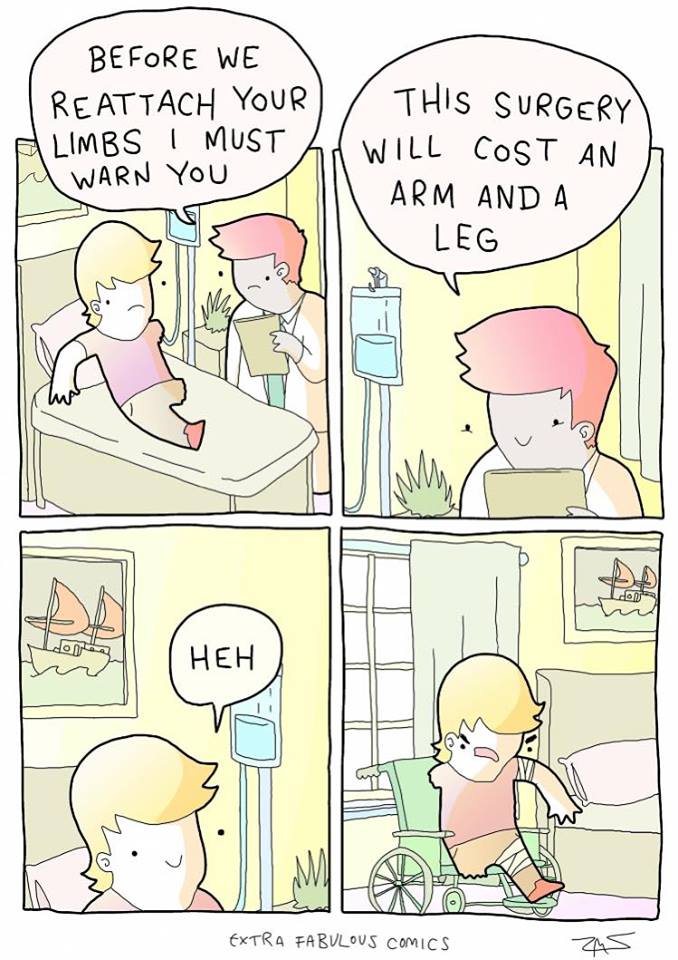 BEFORE WE
REATTACH YOUR
LIMBS I MUST
WARN YOU
THIS SURGERY
WILL COST AN
ARM AND A
LEG
HEH
EXTRA FABULOUS COMICS